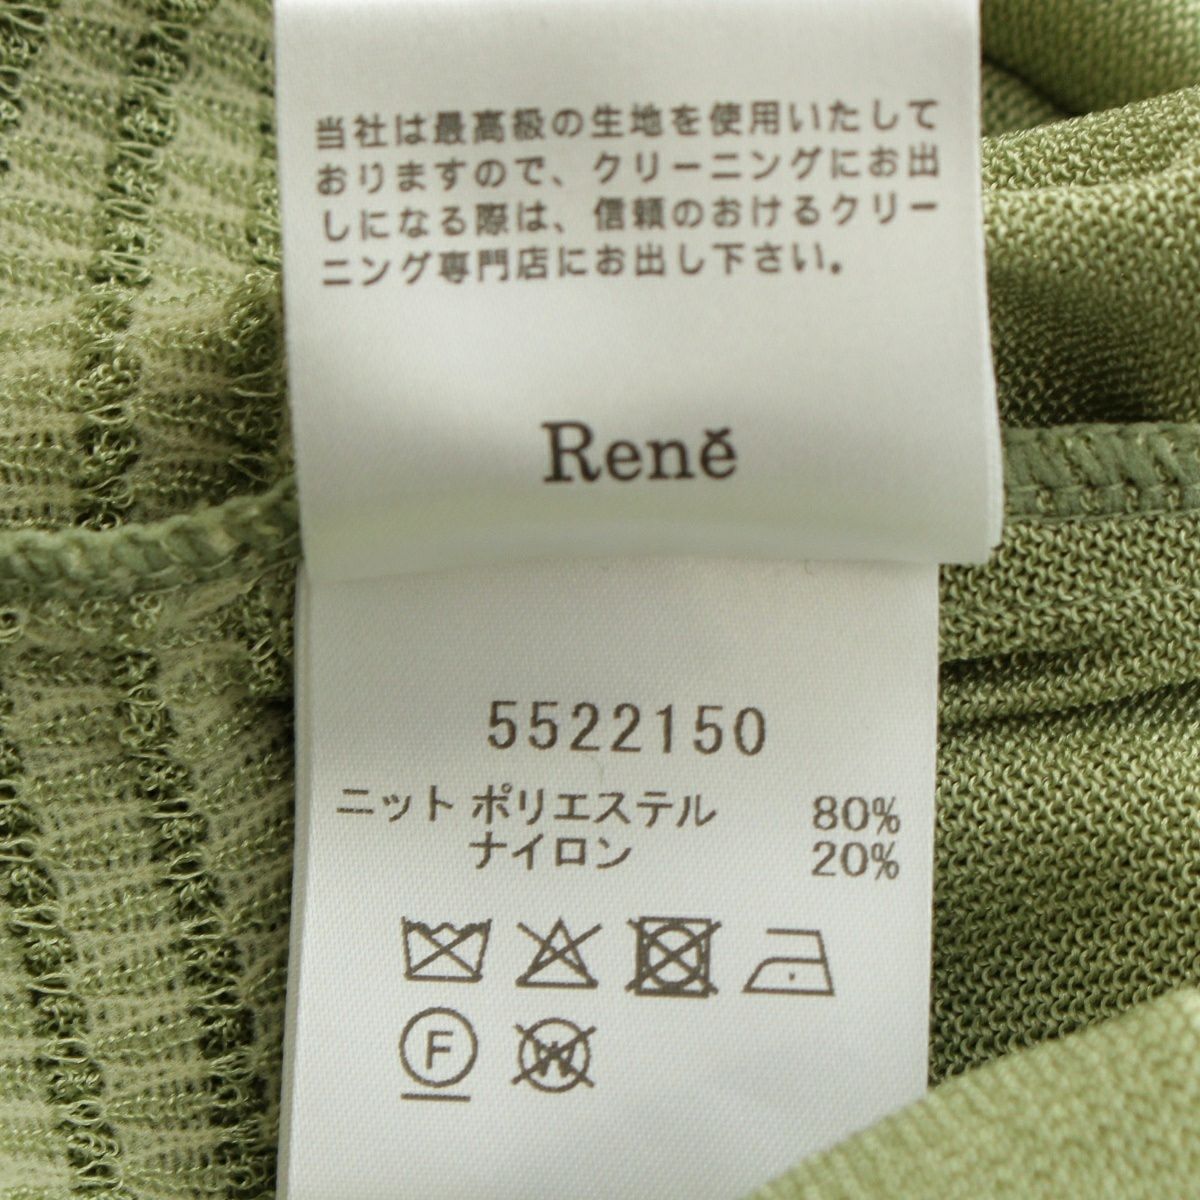 当社は最高級の生地を使用いたして
おりますので、クリーニングにお出
しになる際は、信頼のおけるクリー
ニング専門店にお出し下さい。
Reně
5522150
ニット ポリエステル 80%
ナイロン 20%
F
W